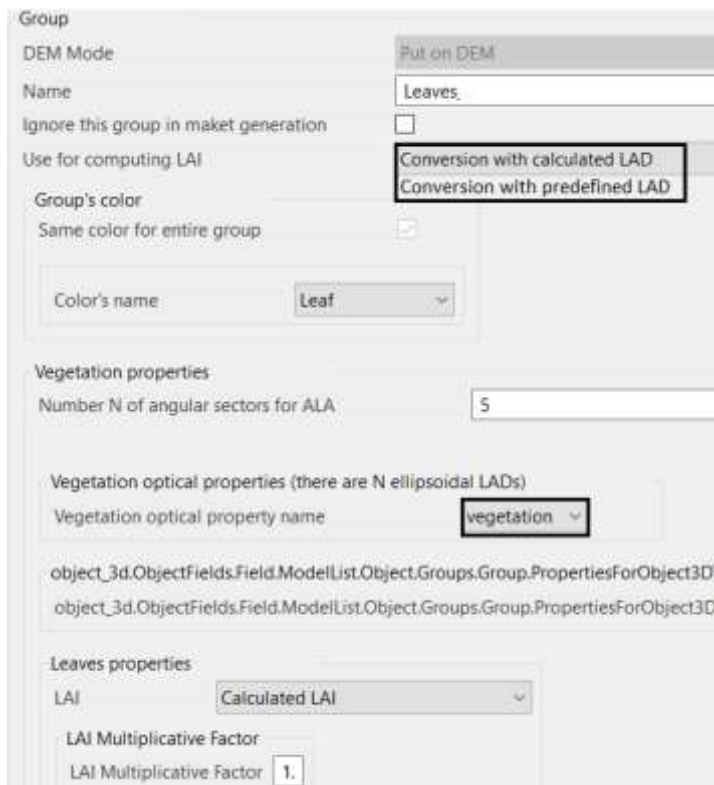 Group
DEM Mode Put on DEM
Name Leaves
Ignore this group in maket generation
Use for computing LAI Conversion with calculated LAD
Conversion with predefined LAD
Group's color
Same color for entire group
Color's name Leaf
Vegetation properties
Number N of angular sectors for ALA 5
Vegetation optical properties (there are N ellipsoidal LADs)
Vegetation optical property name vegetation
object_3d.ObjectFields.Field.ModelList.Object.Groups.Group.PropertiesForObject3D
object_3d.ObjectFields.Field.ModelList.Object.Groups.Group.PropertiesForObject3D
Leaves properties
LAI Calculated LAI
LAI Multiplicative Factor
LAI Multiplicative Factor 1.